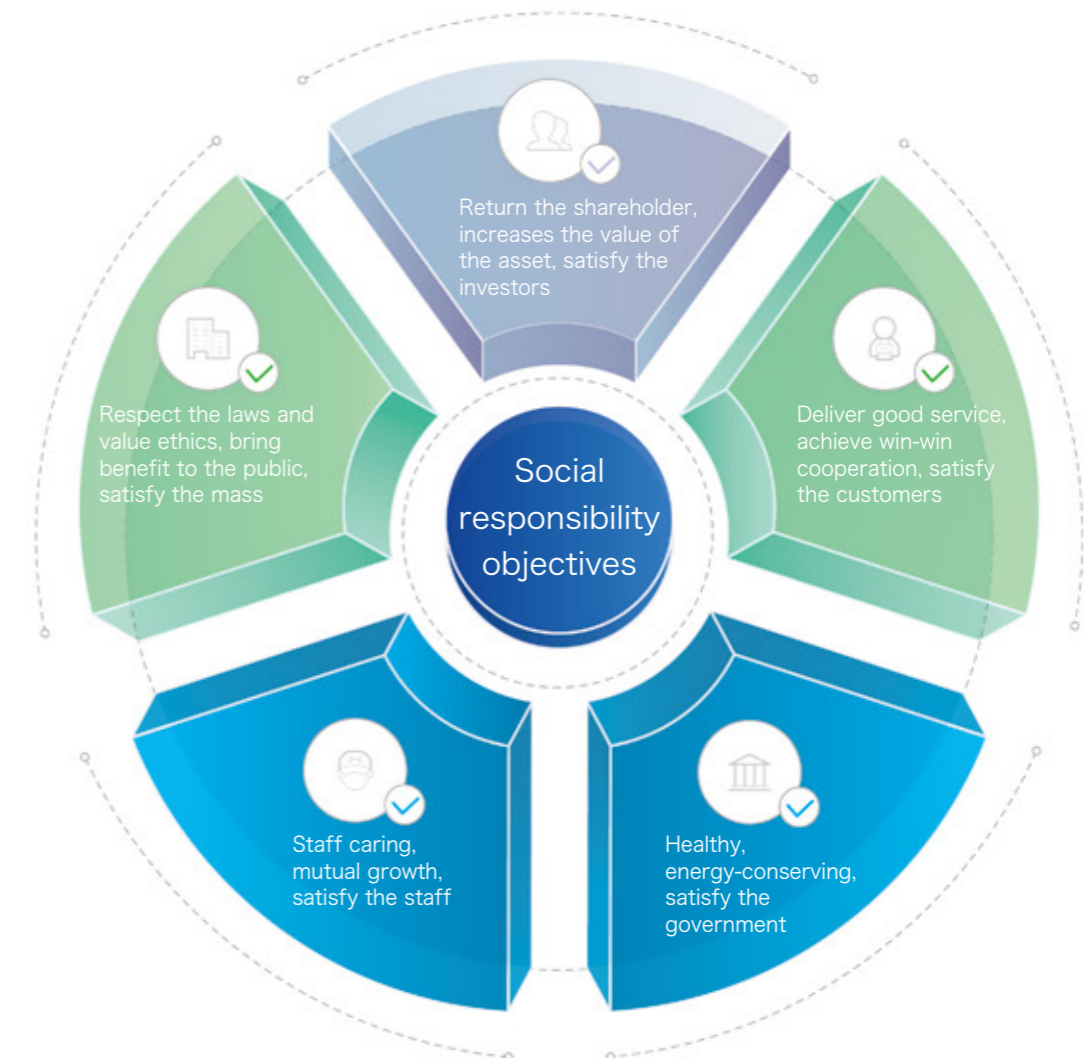 Return the shareholder,
increases the value of
the asset, satisfy the
investors
Respect the laws and
value ethics, bring
benefit to the public,
satisfy the mass
Deliver good service,
achieve win-win
cooperation, satisfy
the customers
Social
responsibility
objectives
Staff caring,
mutual growth,
satisfy the staff
Healthy,
energy-conserving,
satisfy the
government